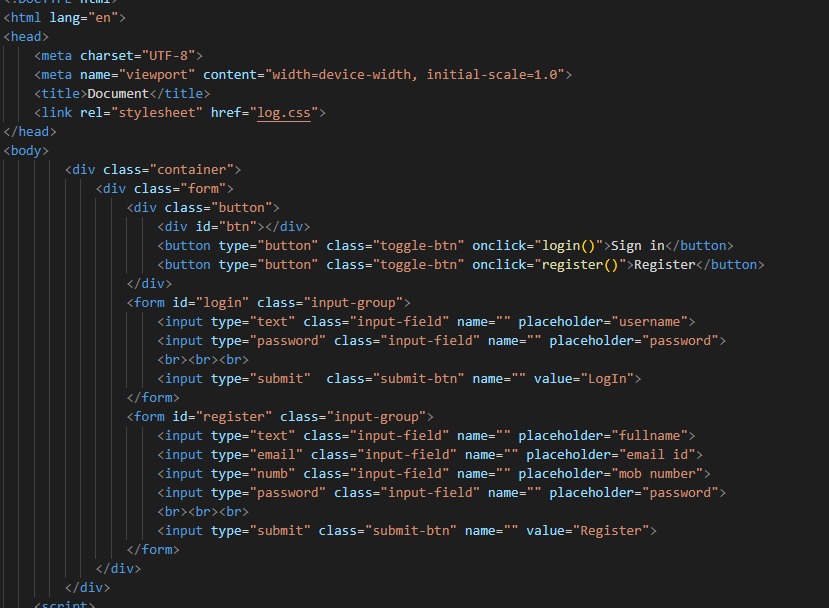 <!DOCTYPE html>
<html lang="en">
<head>
    <meta charset="UTF-8">
    <meta name="viewport" content="width=device-width, initial-scale=1.0">
    <title>Document</title>
    <link rel="stylesheet" href="log.css">
</head>
<body>
        <div class="container">
            <div class="form">
                <div class="button">
                    <div id="btn"></div>
                    <button type="button" class="toggle-btn" onclick="login()">Sign in</button>
                    <button type="button" class="toggle-btn" onclick="register()">Register</button>
                </div>
                <form id="login" class="input-group">
                    <input type="text" class="input-field" name="" placeholder="username">
                    <input type="password" class="input-field" name="" placeholder="password">
                    <br><br><br>
                    <input type="submit"  class="submit-btn" name="" value="LogIn">
                </form>
                <form id="register" class="input-group">
                    <input type="text" class="input-field" name="" placeholder="fullname">
                    <input type="email" class="input-field" name="" placeholder="email id">
                    <input type="numb" class="input-field" name="" placeholder="mob number">
                    <input type="password" class="input-field" name="" placeholder="password">
                    <br><br><br>
                    <input type="submit" class="submit-btn" name="" value="Register">
                </form>
            </div>
        </div>
    <script>